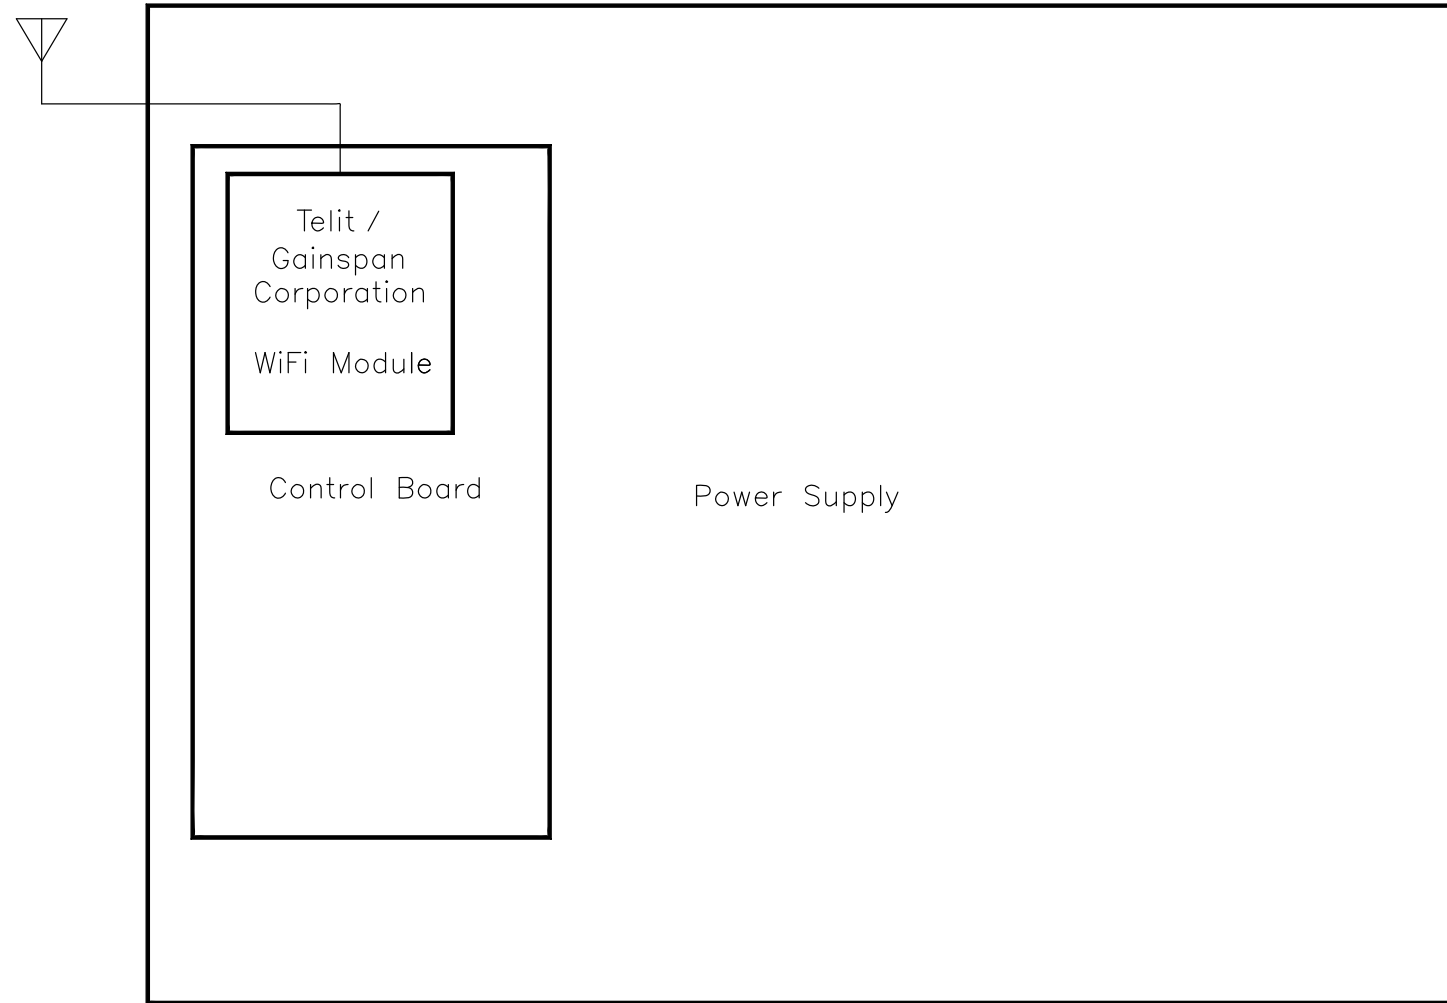 Telit /
Gainspan
Corporation
WiFi Module
Control Board
Power Supply